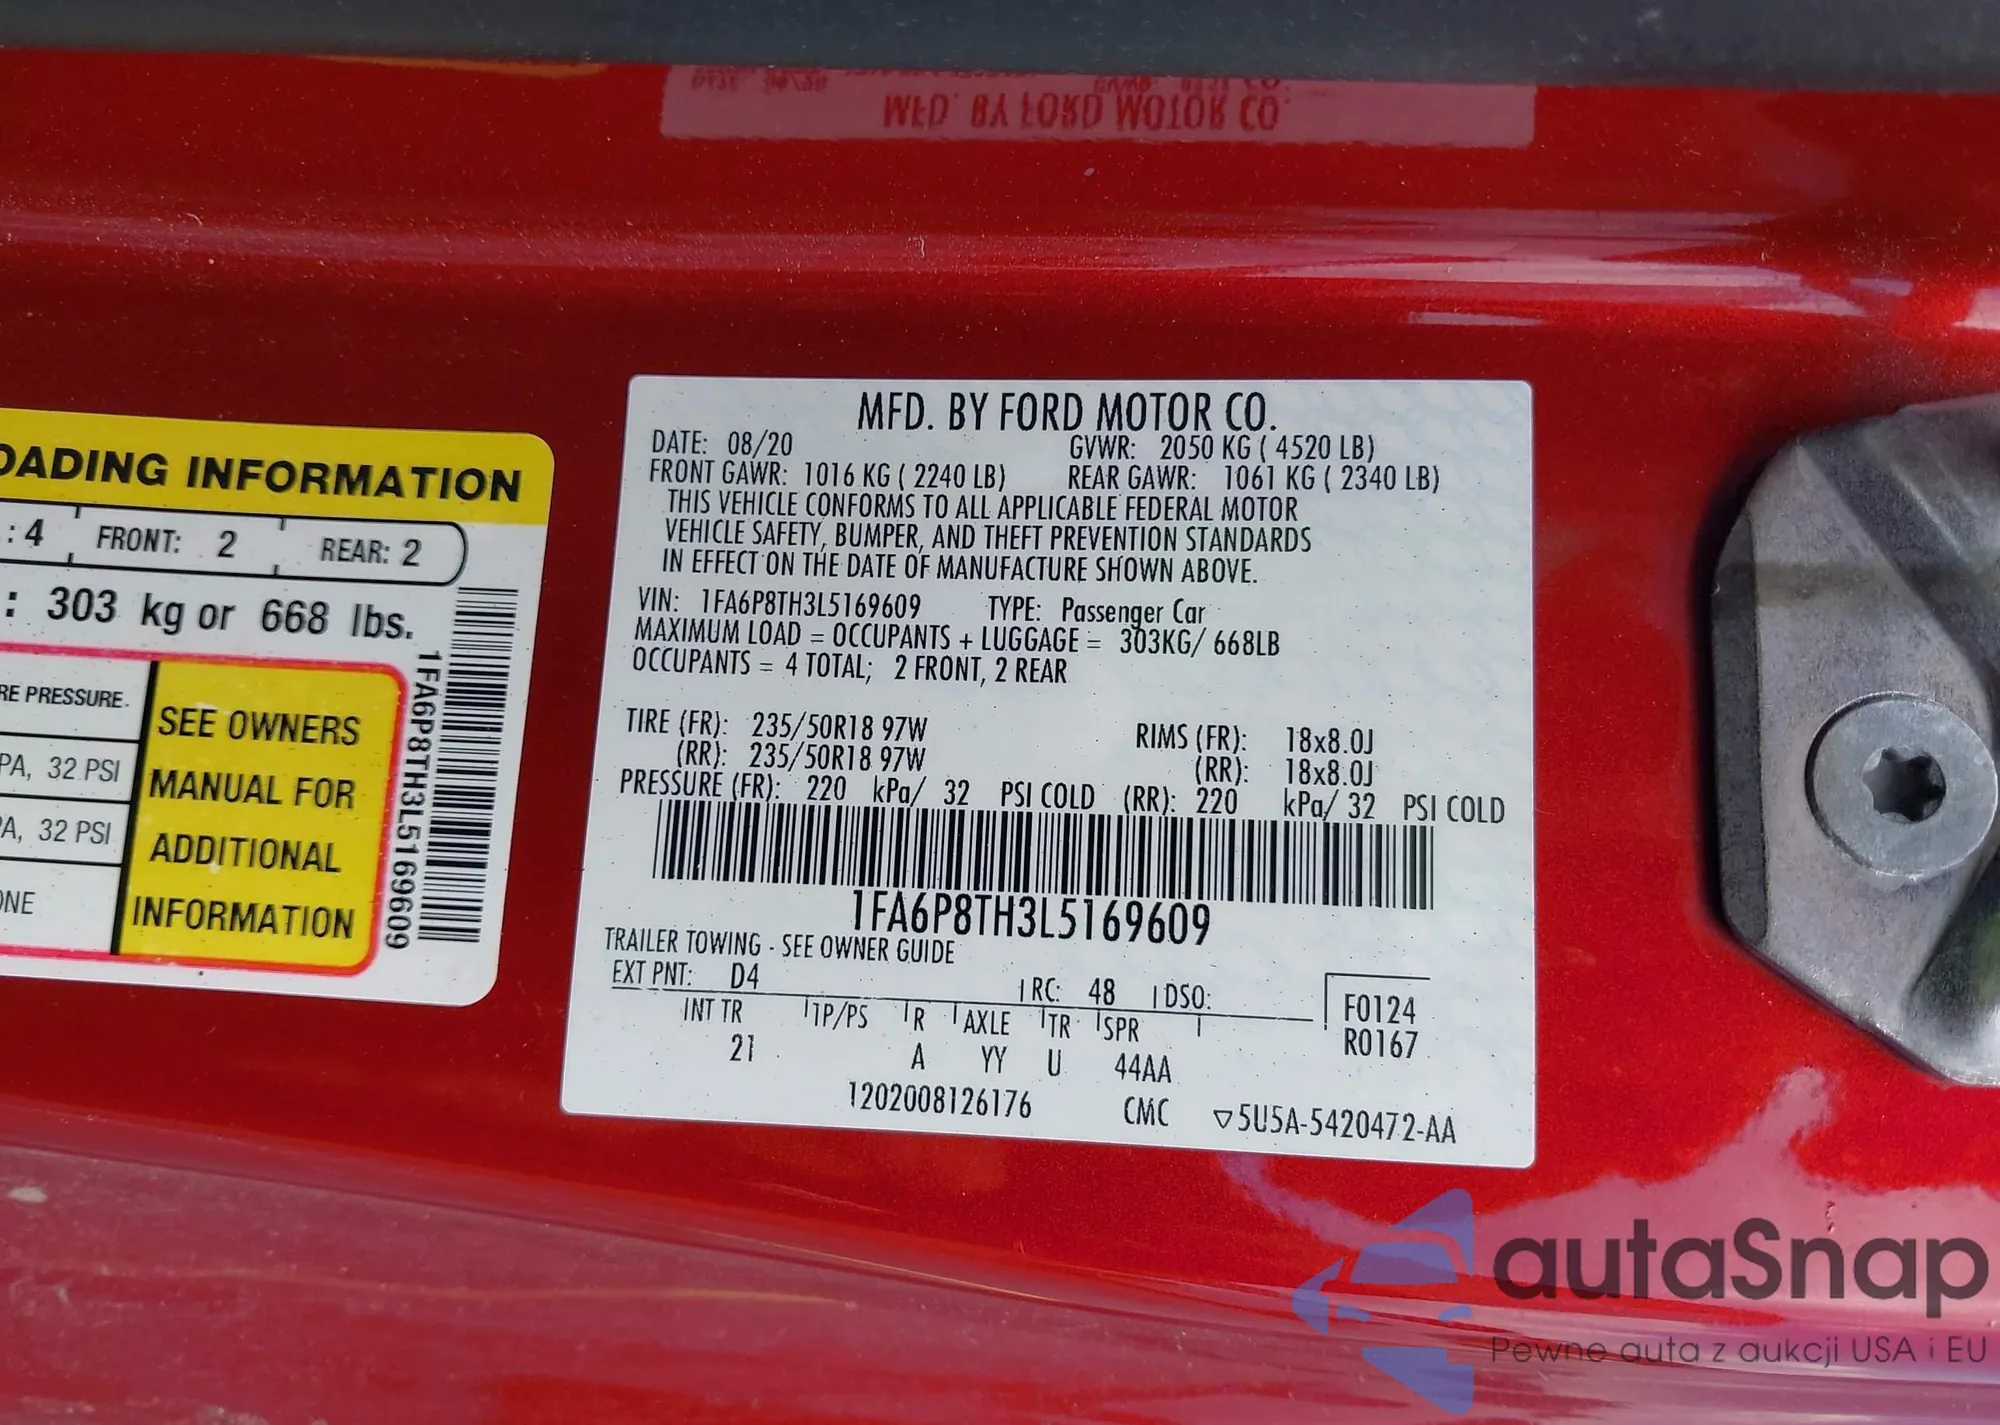 MFD. BY FORD MOTOR CO.
OADING INFORMATION
: 4 FRONT: 2 REAR: 2
: 303 kg or 668 lbs.
RE PRESSURE.
PA, 32 PSI
PA, 32 PSI
ONE
SEE OWNERS
MANUAL FOR
ADDITIONAL
INFORMATION
1FA6P8TH3L5169609
MFD. BY FORD MOTOR CO.
DATE: 08/20 GVWR: 2050 KG ( 4520 LB)
FRONT GAWR: 1016 KG ( 2240 LB) REAR GAWR: 1061 KG ( 2340 LB)
THIS VEHICLE CONFORMS TO ALL APPLICABLE FEDERAL MOTOR
VEHICLE SAFETY, BUMPER, AND THEFT PREVENTION STANDARDS
IN EFFECT ON THE DATE OF MANUFACTURE SHOWN ABOVE.
VIN: 1FA6P8TH3L5169609 TYPE: Passenger Car
MAXIMUM LOAD = OCCUPANTS + LUGGAGE = 303KG/ 668LB
OCCUPANTS = 4 TOTAL; 2 FRONT, 2 REAR
TIRE (FR): 235/50R18 97W RIMS (FR): 18x8.0J
(RR): 235/50R18 97W (RR): 18x8.0J
PRESSURE (FR): 220 kPa/ 32 PSI COLD (RR): 220 kPa/ 32 PSI COLD
1FA6P8TH3L5169609
TRAILER TOWING - SEE OWNER GUIDE
EXT PNT: D4 RC: 48 DSO: F0124
INT TR TP/PS R AXLE TR SPR R0167
21 A YY U 44AA
1202008126176 CMC ▽5U5A-5420472-AA
autaSnap
Pewne auta z aukcji USA i EU